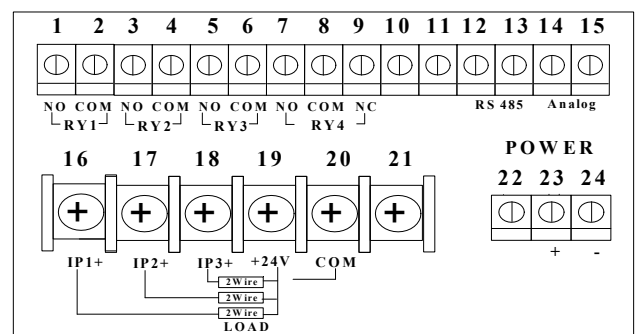 1 2 3 4 5 6 7 8 9 10 11 12 13 14 15
NO COM NO COM NO COM NO COM NC RS 485 Analog
RY1 RY2 RY3 RY4
POWER
16 17 18 19 20 21
22 23 24
+ -
IP1+ IP2+ IP3+ +24V COM
2Wire
2Wire
2Wire
LOAD